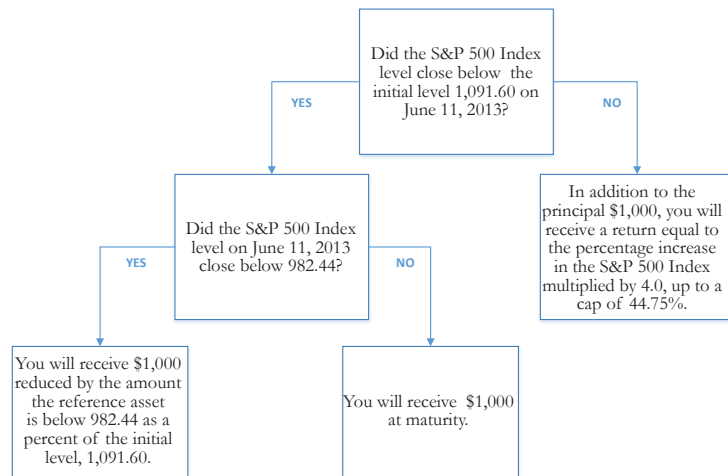 Did the S&P 500 Index
level close below the
initial level 1,091.60 on
June 11, 2013?
YES
NO
Did the S&P 500 Index
level on June 11, 2013
close below 982.44?
In addition to the
principal $1,000, you will
receive a return equal to
the percentage increase
in the S&P 500 Index
multiplied by 4.0, up to a
cap of 44.75%.
YES
NO
You will receive $1,000
reduced by the amount
the reference asset
is below 982.44 as a
percent of the initial
level, 1,091.60.
You will receive $1,000
at maturity.